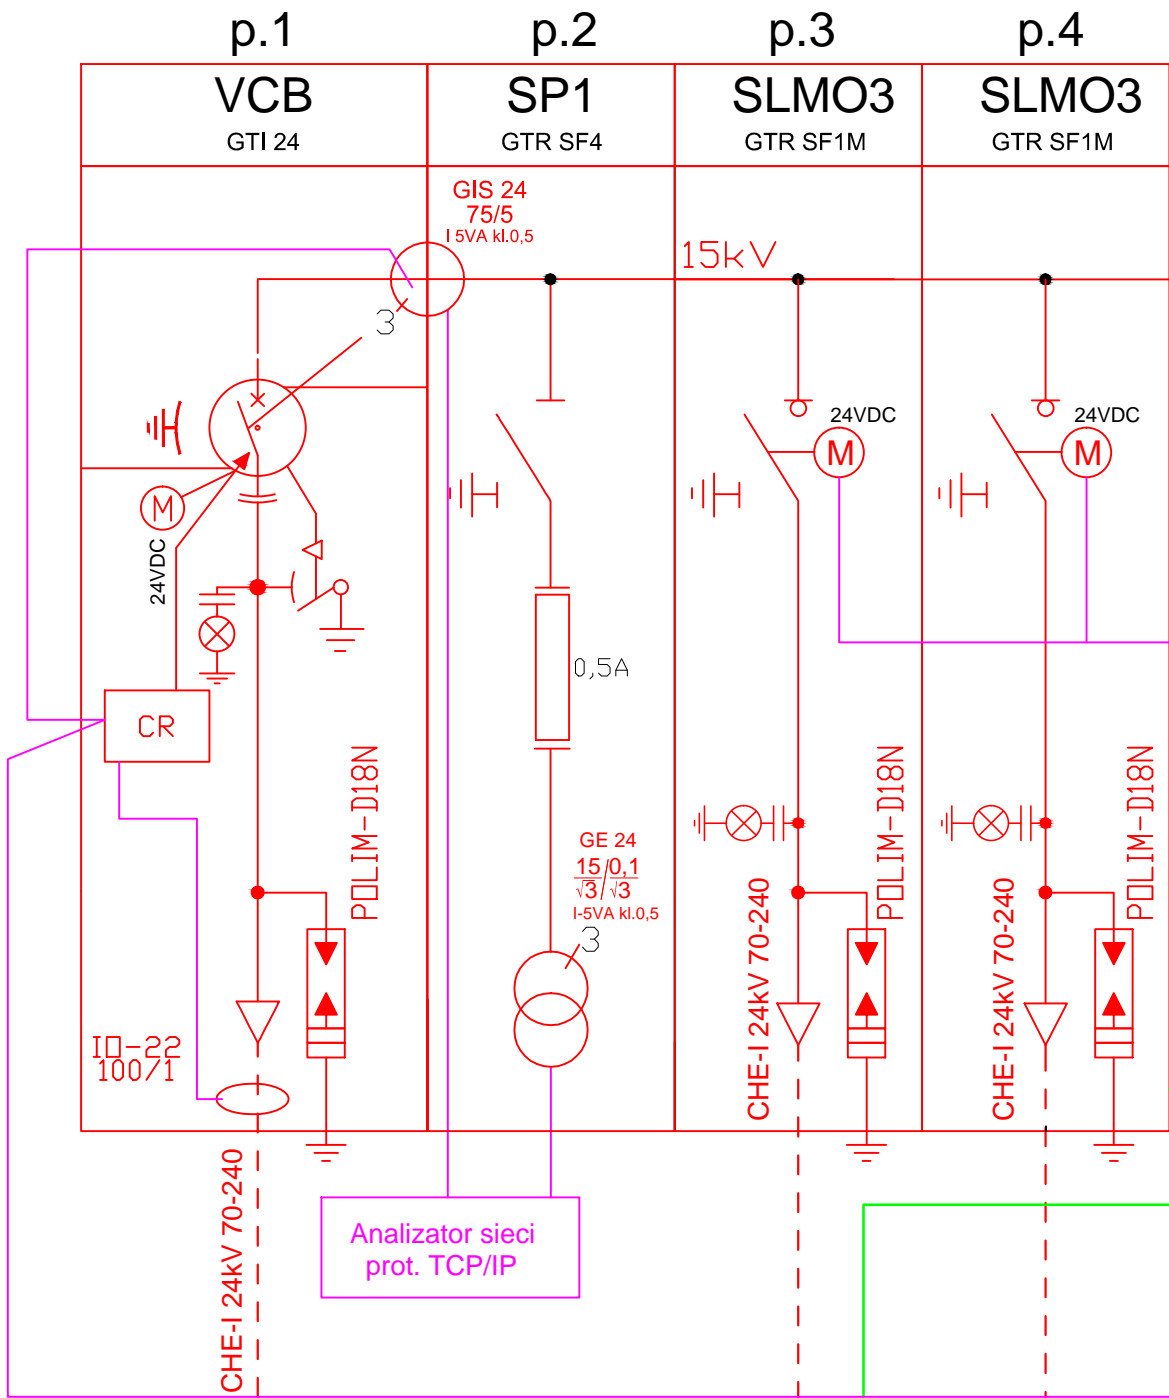 p.1
p.2
p.3
p.4
VCB
SP1
SLMO3
SLMO3
GTI 24
GTR SF4
GTR SF1M
GTR SF1M
GIS 24
75/5
I 5VA kl.0,5
15kV
3
24VDC
24VDC
M
M
M
24VDC
0,5A
CR
POLIM-D18N
POLIM-D18N
POLIM-D18N
GE 24
15/0,1
√3/√3
I-5VA kl.0,5
3
CHE-I 24kV 70-240
CHE-I 24kV 70-240
IO-22
100/1
CHE-I 24kV 70-240
Analizator sieci
prot. TCP/IP